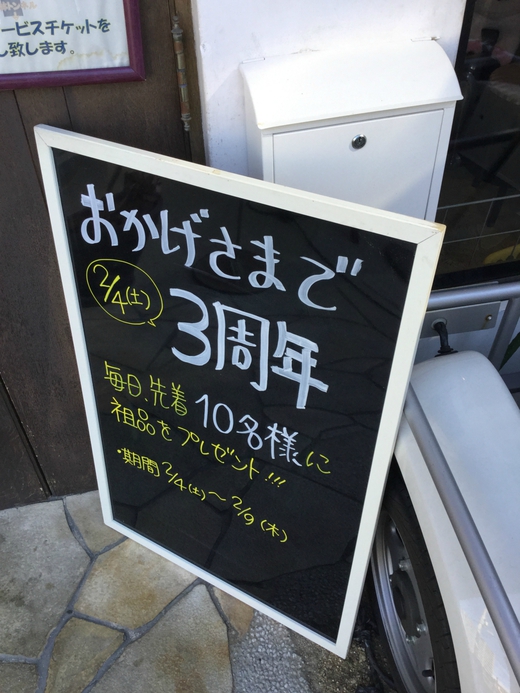 ービスチケットを
し致します。
おかげさまで
2/4(土)
3周年
毎日、先着10名様に
祖品をプレゼント!!!
・期間2/4(土)〜2/9(木)